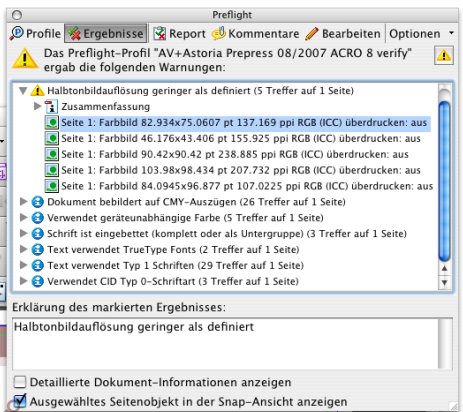 Preflight
Profile Ergebnisse Report Kommentare Bearbeiten Optionen
Das Preflight-Profil "AV+Astoria Prepress 08/2007 ACRO 8 verify"
ergab die folgenden Warnungen:
Halbtonbildauflösung geringer als definiert (5 Treffer auf 1 Seite)
Zusammenfassung
Seite 1: Farbbild 82.934x75.0607 pt 137.169 ppi RGB (ICC) überdrucken: aus
Seite 1: Farbbild 46.176x43.406 pt 155.925 ppi RGB (ICC) überdrucken: aus
Seite 1: Farbbild 90.42x90.42 pt 238.885 ppi RGB (ICC) überdrucken: aus
Seite 1: Farbbild 103.98x98.434 pt 207.732 ppi RGB (ICC) überdrucken: aus
Seite 1: Farbbild 84.0945x96.877 pt 107.0225 ppi RGB (ICC) überdrucken: aus
Dokument bebildert auf CMY-Auszügen (26 Treffer auf 1 Seite)
Verwendet geräteunabhängige Farbe (5 Treffer auf 1 Seite)
Schrift ist eingebettet (komplett oder als Untergruppe) (3 Treffer auf 1 Seite)
Text verwendet TrueType Fonts (2 Treffer auf 1 Seite)
Text verwendet Typ 1 Schriften (29 Treffer auf 1 Seite)
Verwendet CID Typ 0-Schriftart (3 Treffer auf 1 Seite)
Erklärung des markierten Ergebnisses:
Halbtonbildauflösung geringer als definiert
Detaillierte Dokument-Informationen anzeigen
Ausgewähltes Seitenobjekt in der Snap-Ansicht anzeigen